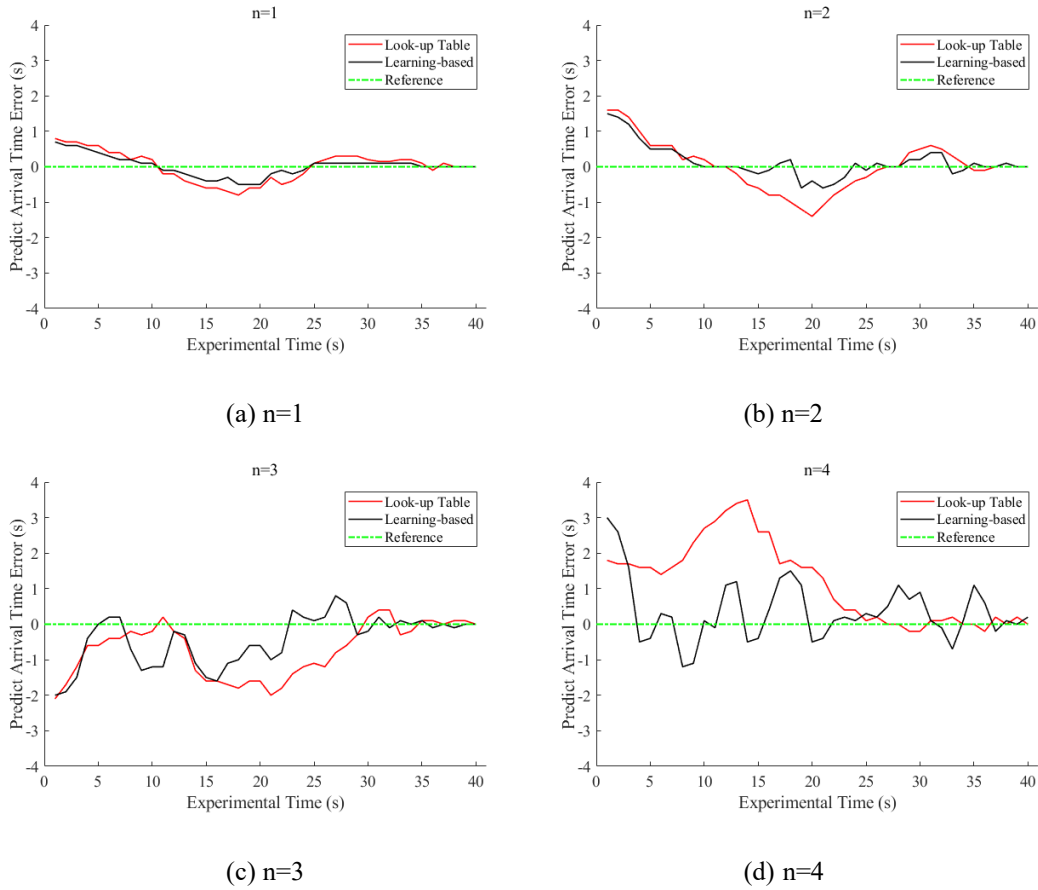 n=1
4
3
2
1
0
-1
-2
-3
-4
Predict Arrival Time Error (s)
Look-up Table
Learning-based
Reference
0 5 10 15 20 25 30 35 40
Experimental Time (s)
(a) n=1
n=2
4
3
2
1
0
-1
-2
-3
-4
Predict Arrival Time Error (s)
Look-up Table
Learning-based
Reference
0 5 10 15 20 25 30 35 40
Experimental Time (s)
(b) n=2
n=3
4
3
2
1
0
-1
-2
-3
-4
Predict Arrival Time Error (s)
Look-up Table
Learning-based
Reference
0 5 10 15 20 25 30 35 40
Experimental Time (s)
(c) n=3
n=4
4
3
2
1
0
-1
-2
-3
-4
Predict Arrival Time Error (s)
Look-up Table
Learning-based
Reference
0 5 10 15 20 25 30 35 40
Experimental Time (s)
(d) n=4